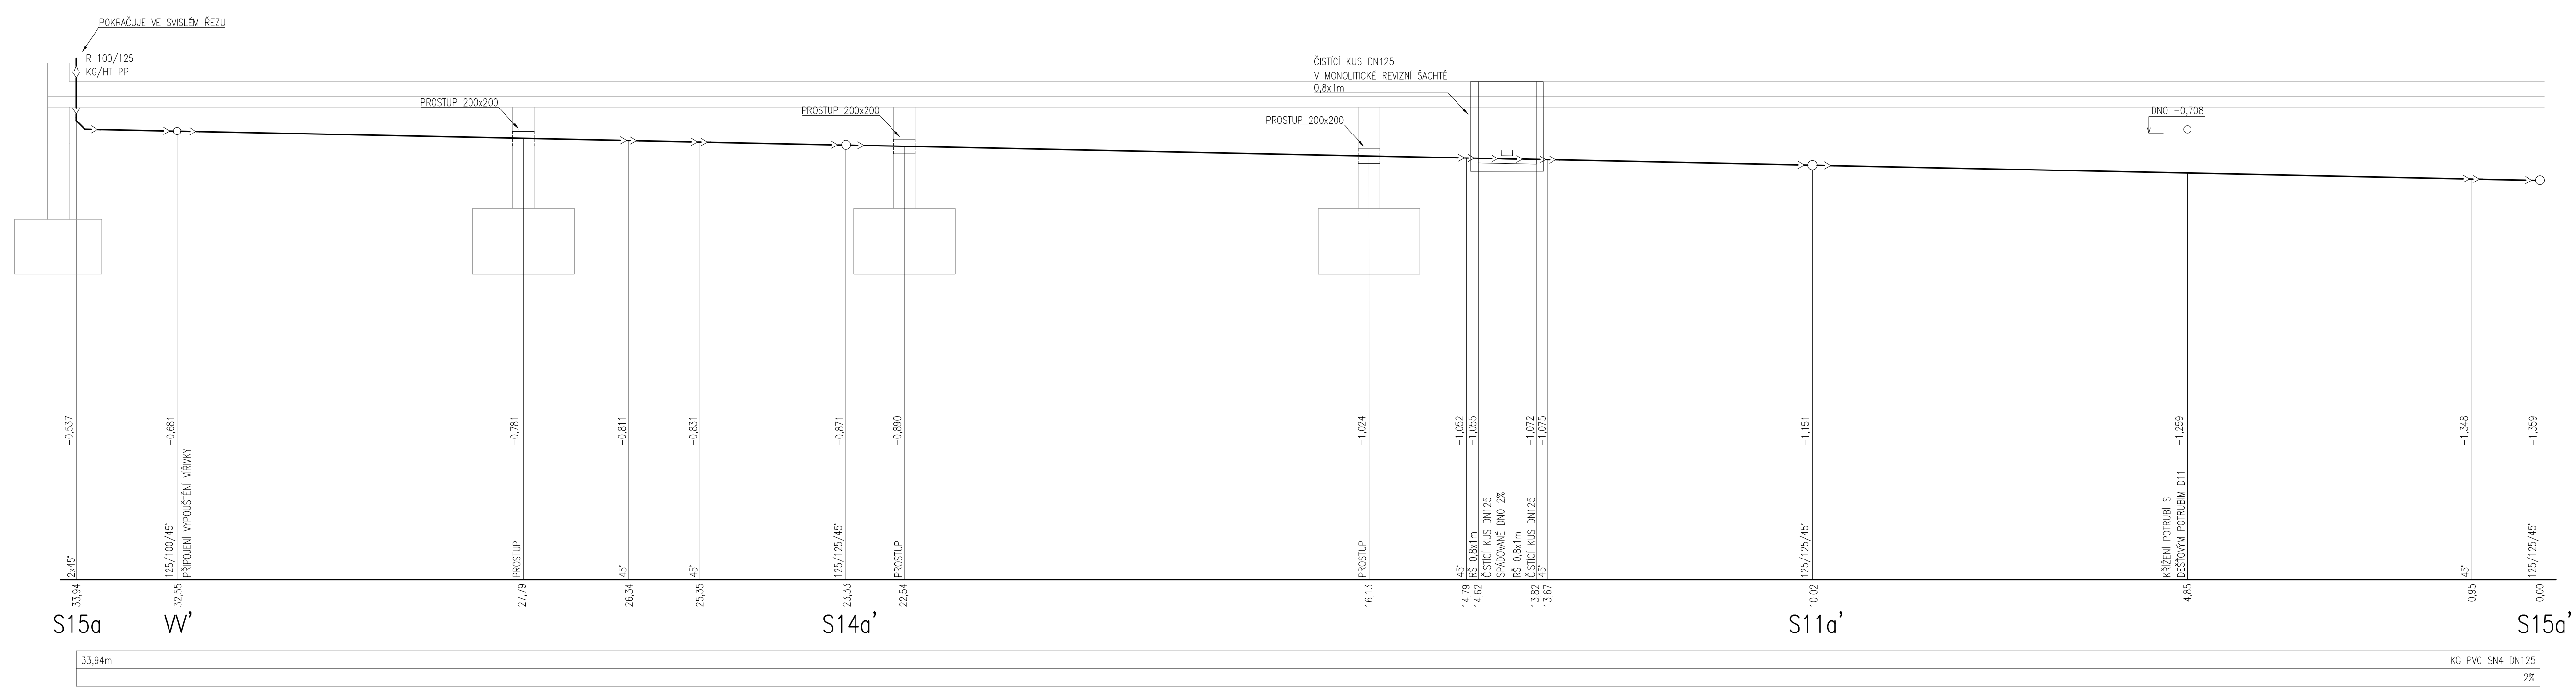 POKRAČUJE VE SVISLÉM ŘEZU
R 100/125
KG/HT PP
PROSTUP 200x200
PROSTUP 200x200
PROSTUP 200x200
ČISTÍCÍ KUS DN125
V MONOLITICKÉ REVIZNÍ ŠACHTĚ
0,8x1m
DNO -0,708
-0,537
-0,681
-0,781
-0,811
-0,831
-0,871
-0,890
-1,024
-1,052
-1,055
-1,072
-1,075
-1,151
-1,259
-1,348
-1,359
2x45°
125/100/45°
PŘIPOJENÍ VYPOUŠTĚNÍ VÍŘIVKY
PROSTUP
45°
45°
125/125/45°
PROSTUP
PROSTUP
45°
RŠ 0,8x1m
ČISTÍCÍ KUS DN125
SPÁDOVANÉ DNO 2%
RŠ 0,8x1m
ČISTÍCÍ KUS DN125
45°
125/125/45°
KŘÍŽENÍ POTRUBÍ S
DEŠŤOVÝM POTRUBÍM D11
45°
125/125/45°
33,94
32,55
27,79
26,34
25,35
23,33
22,54
16,13
14,79
14,62
13,82
13,67
10,02
4,85
0,95
0,00
S15a
W'
S14a'
S11a'
S15a'
33,94m
KG PVC SN4 DN125
2%